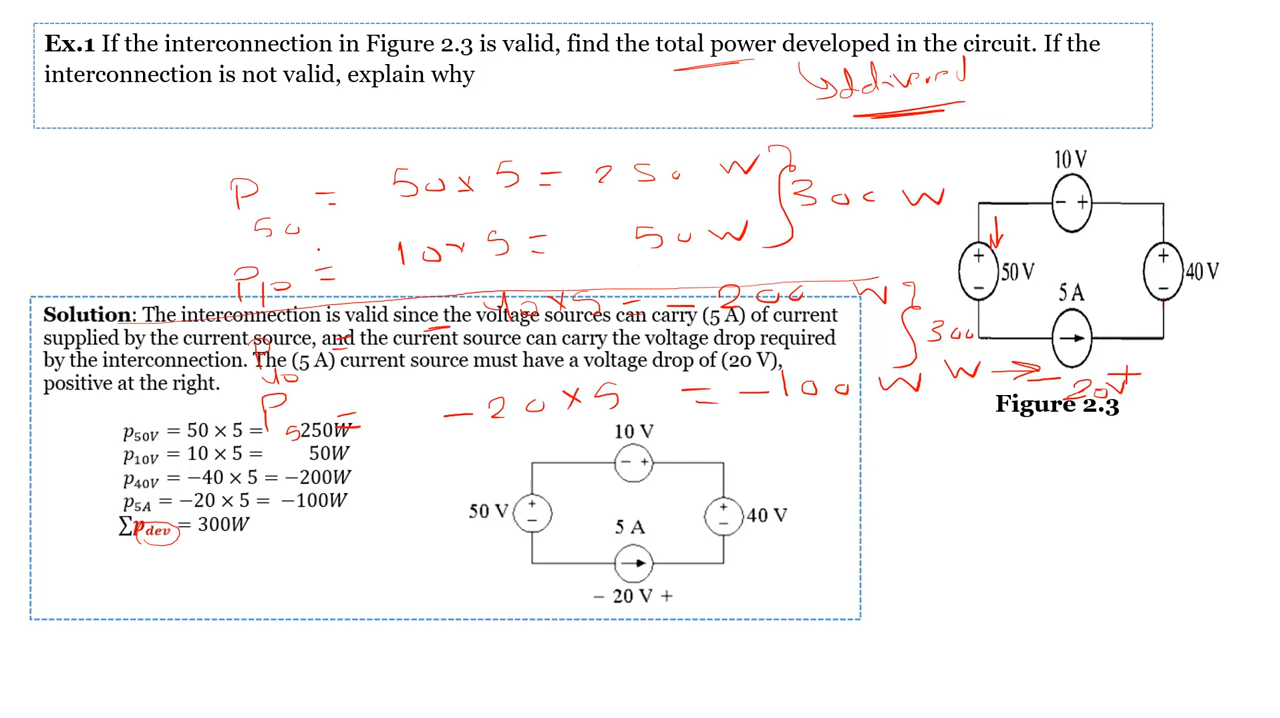 Ex.1 If the interconnection in Figure 2.3 is valid, find the total power developed in the circuit. If the
interconnection is not valid, explain why
P50 = 50 × 5 = 250 W
P10 = 10 × 5 = 50 W
300 W
P40 = 40 × 5 = - 200 W
P5 = - 20 × 5 = - 100 W
300 W
Solution: The interconnection is valid since the voltage sources can carry (5 A) of current
supplied by the current source, and the current source can carry the voltage drop required
by the interconnection. The (5 A) current source must have a voltage drop of (20 V),
positive at the right.
p50V = 50 × 5 = 250W
p10V = 10 × 5 = 50W
p40V = −40 × 5 = −200W
p5A = −20 × 5 = −100W
∑pdev = 300W
10 V
− +
50 V
+
−
40 V
+
−
5 A
− 20 V +
10 V
− +
+
−
50 V
+
−
40 V
5 A
- 20V +
Figure 2.3